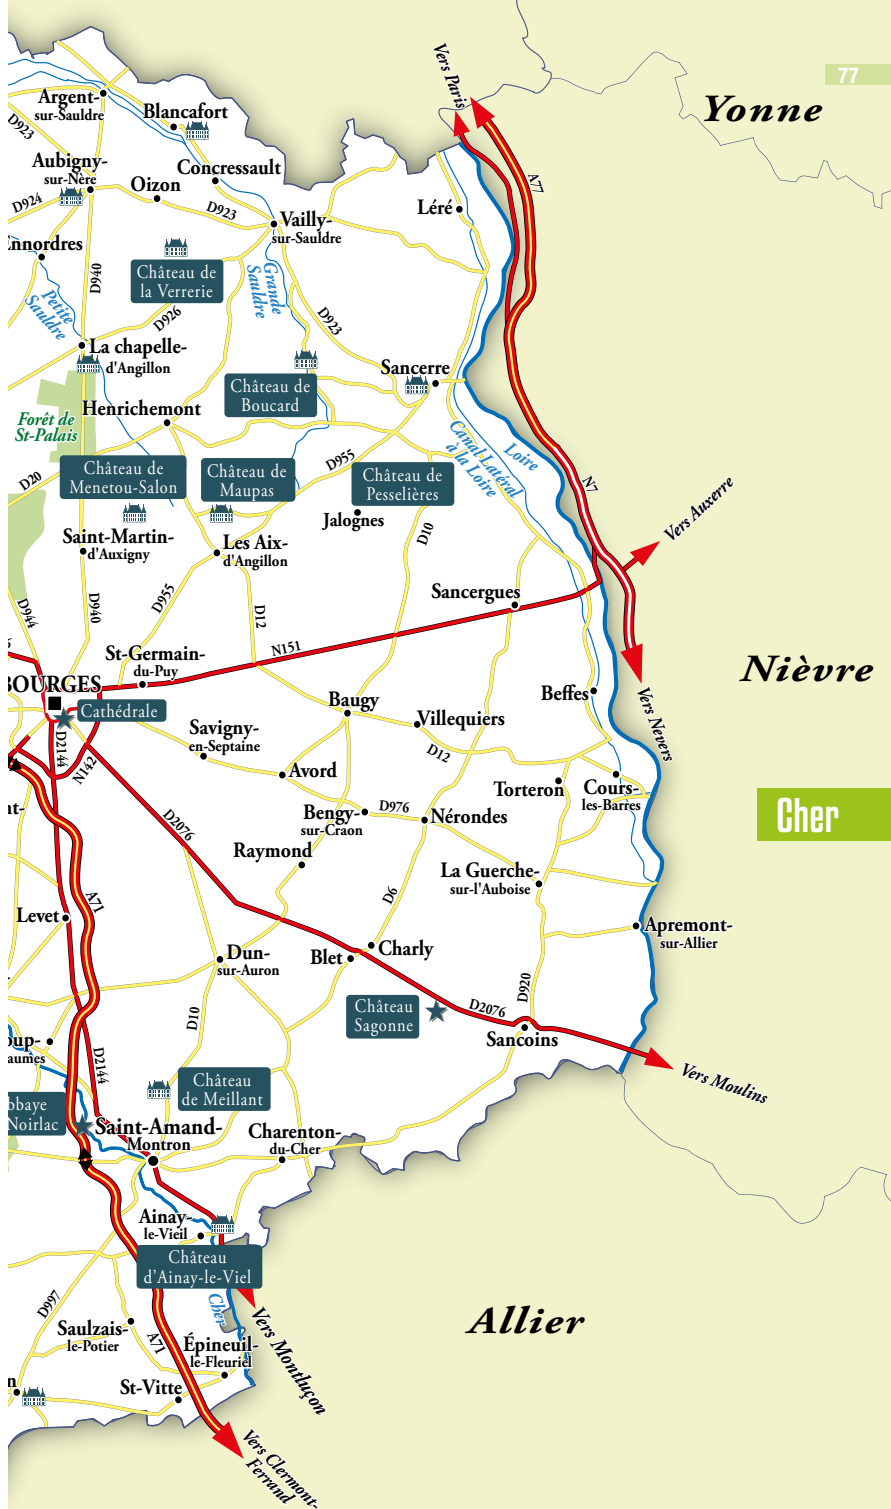 Vers Paris
77
Yonne
Argent-
sur-Sauldre
Blancafort
D923
A77
Aubigny-
sur-Nère
Concressault
Oizon
D924
D923
Léré
Vailly-
sur-Sauldre
Ennordres
D940
Château de
la Verrerie
Grande
Sauldre
Petite
Sauldre
D926
D923
La chapelle-
d'Angillon
Sancerre
Château de
Boucard
Henrichemont
Forêt de
St-Palais
Canal Latéral
à la Loire
Loire
D20
Château de
Menetou-Salon
Château de
Maupas
D955
Château de
Pesselières
N7
Vers Auxerre
Jalognes
D10
Saint-Martin-
d'Auxigny
Les Aix-
d'Angillon
D944
D940
D955
D12
Sancergues
N151
St-Germain-
du-Puy
Nièvre
BOURGES
Cathédrale
Baugy
Beffes
Vers Nevers
Savigny-
en-Septaine
Villequiers
D2144
N142
D12
Avord
Torteron
Cours-
les-Barres
nt-
D2076
Bengy-
sur-Craon
D976
Nérondes
Cher
Raymond
La Guerche-
sur-l'Auboise
D6
A71
Levet
Apremont-
sur-Allier
Dun-
sur-Auron
Charly
Blet
D920
D10
Château
Sagonne
D2076
Sancoins
oup-
aumes
D2144
Vers Moulins
Château
de Meillant
bbaye
Noirlac
Saint-Amand-
Montron
Charenton-
du-Cher
Ainay-
le-Vieil
Château
d'Ainay-le-Viel
Cher
D997
Allier
Vers Montluçon
Saulzais-
le-Potier
A71
Épineuil-
le-Fleuriel
n
St-Vitte
Vers Clermont-
Ferrand